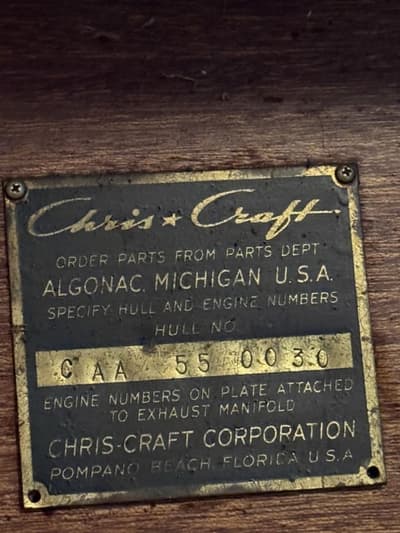 Chris★Craft
ORDER PARTS FROM PARTS DEPT
ALGONAC, MICHIGAN U.S.A.
SPECIFY HULL AND ENGINE NUMBERS
HULL NO.
CAA 55 0030
ENGINE NUMBERS ON PLATE ATTACHED
TO EXHAUST MANIFOLD
CHRIS-CRAFT CORPORATION
POMPANO BEACH, FLORIDA U.S.A